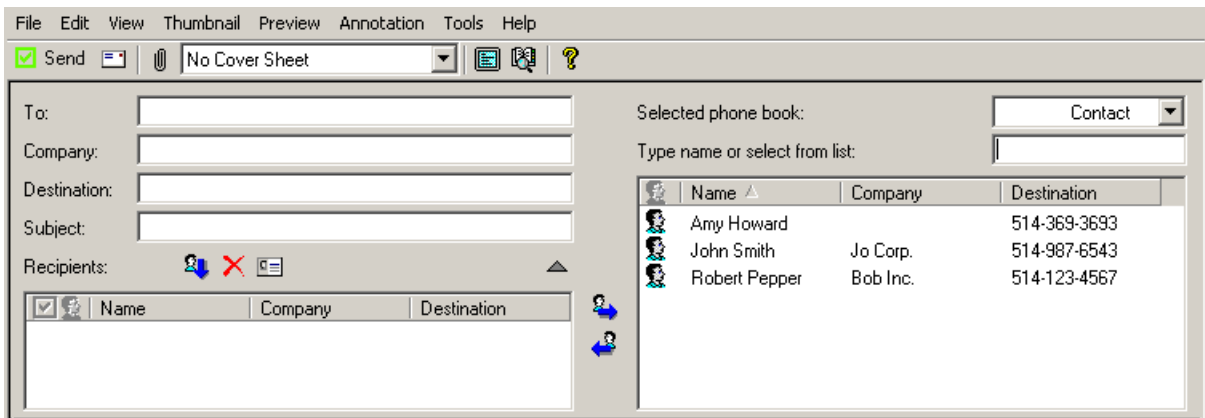 File Edit View Thumbnail Preview Annotation Tools Help
Send No Cover Sheet
To:
Company:
Destination:
Subject:
Recipients:
Name Company Destination
Selected phone book: Contact
Type name or select from list:
Name Company Destination
Amy Howard 514-369-3693
John Smith Jo Corp. 514-987-6543
Robert Pepper Bob Inc. 514-123-4567